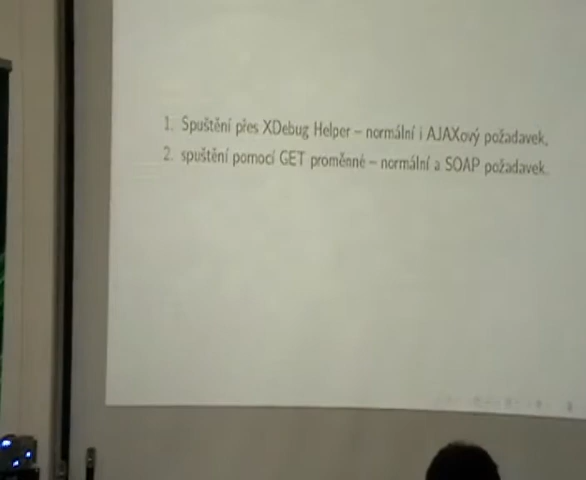 1. Spuštění přes XDebug Helper – normální i AJAXový požadavek,
2. spuštění pomocí GET proměnné – normální a SOAP požadavek.